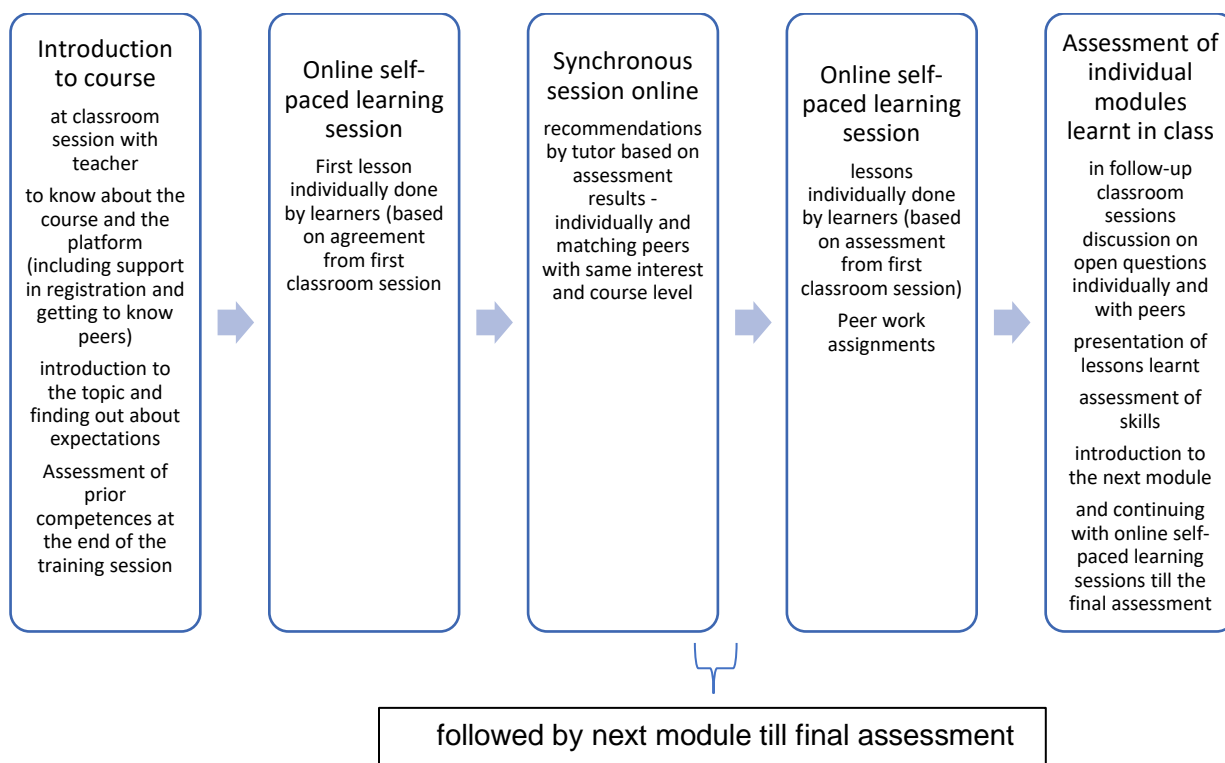 Introduction
to course
at classroom
session with
teacher
to know about the
course and the
platform
(including support
in registration and
getting to know
peers)
introduction to
the topic and
finding out about
expectations
Assessment of
prior
competences at
the end of the
training session
Online self-
paced learning
session
First lesson
individually done
by learners (based
on agreement
from first
classroom session
Synchronous
session online
recommendations
by tutor based on
assessment
results -
individually and
matching peers
with same interest
and course level
Online self-
paced learning
session
lessons
individually done
by learners (based
on assessment
from first
classroom session)
Peer work
assignments
Assessment of
individual
modules
learnt in class
in follow-up
classroom
sessions
discussion on
open questions
individually and
with peers
presentation of
lessons learnt
assessment of
skills
introduction to
the next module
and continuing
with online self-
paced learning
sessions till the
final assessment
followed by next module till final assessment